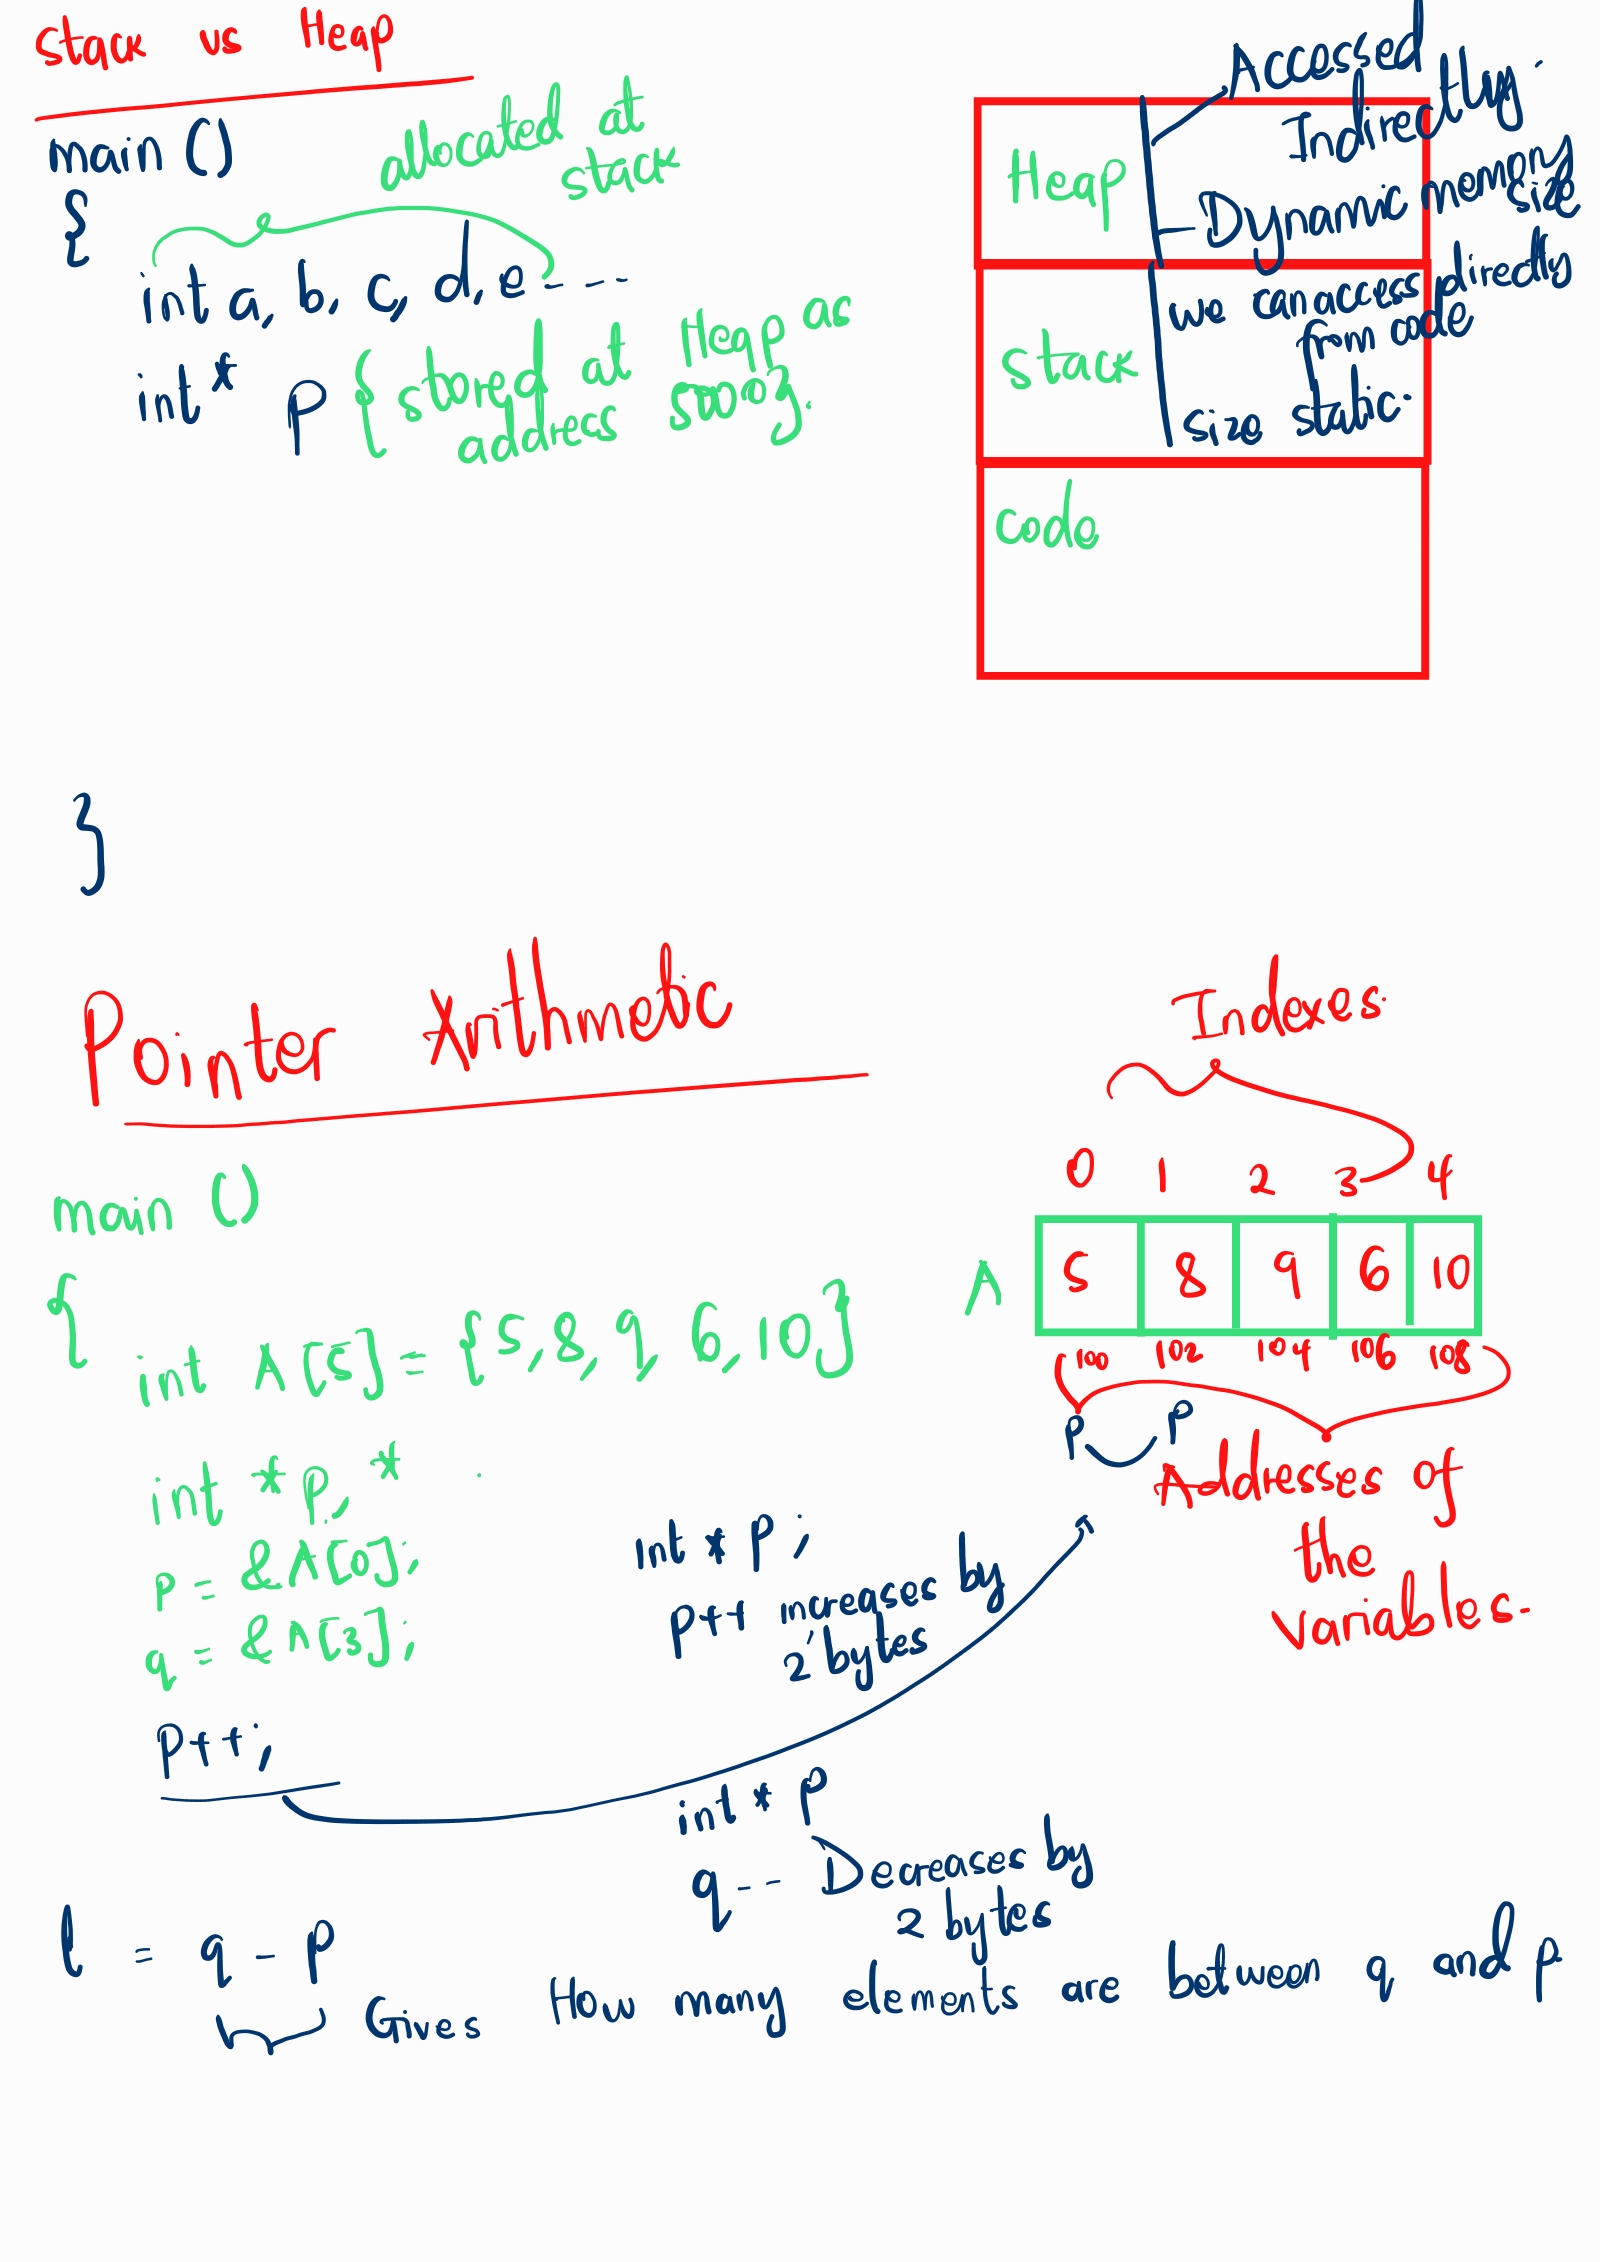 Stack vs Heap
main ()
{
allocated at
stack
int a, b, c, d, e - - - -
int* p { stored at Heap as
address 5000}.
}
Accessed
Indirectly.
Heap
Dynamic memory
size
we can access directly
from code
Stack
size static.
code
Pointer Arithmetic
Indexes.
main ()
{
0 1 2 3 4
A 5 8 9 6 10
100 102 104 106 108
int A[5] = {5, 8, 9, 6, 10}
P P
Addresses of
the
variables.
int *p, *
p = &A[0];
q = &A[3];
int * p ;
p++ increases by
2 bytes
p++;
int * p
q-- Decreases by
2 bytes
l = q - p
Gives How many elements are between q and p